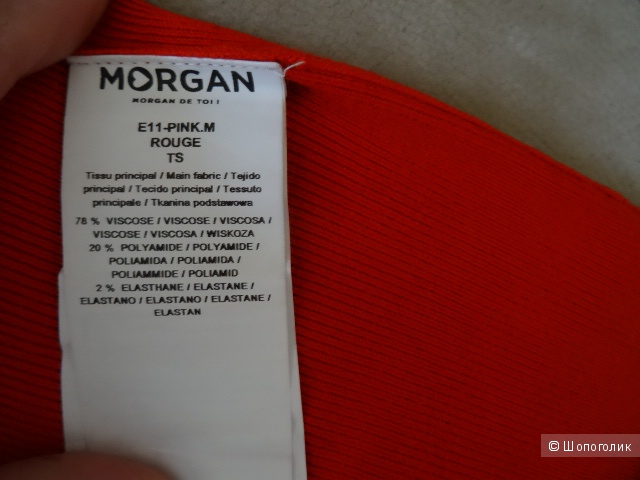 MORGAN
MORGAN DE TOI !
E11-PINK.M
ROUGE
TS
Tissu principal / Main fabric / Tejido
principal / Tecido principal / Tessuto
principale / Tkanina podstawowa
78 % VISCOSE / VISCOSE / VISCOSA /
VISCOSE / VISCOSA / WISKOZA
20 % POLYAMIDE / POLYAMIDE /
POLIAMIDA / POLIAMIDA /
POLIAMMIDE / POLIAMID
2 % ELASTHANE / ELASTANE /
ELASTANO / ELASTANO / ELASTANE /
ELASTAN
© Шопоголик